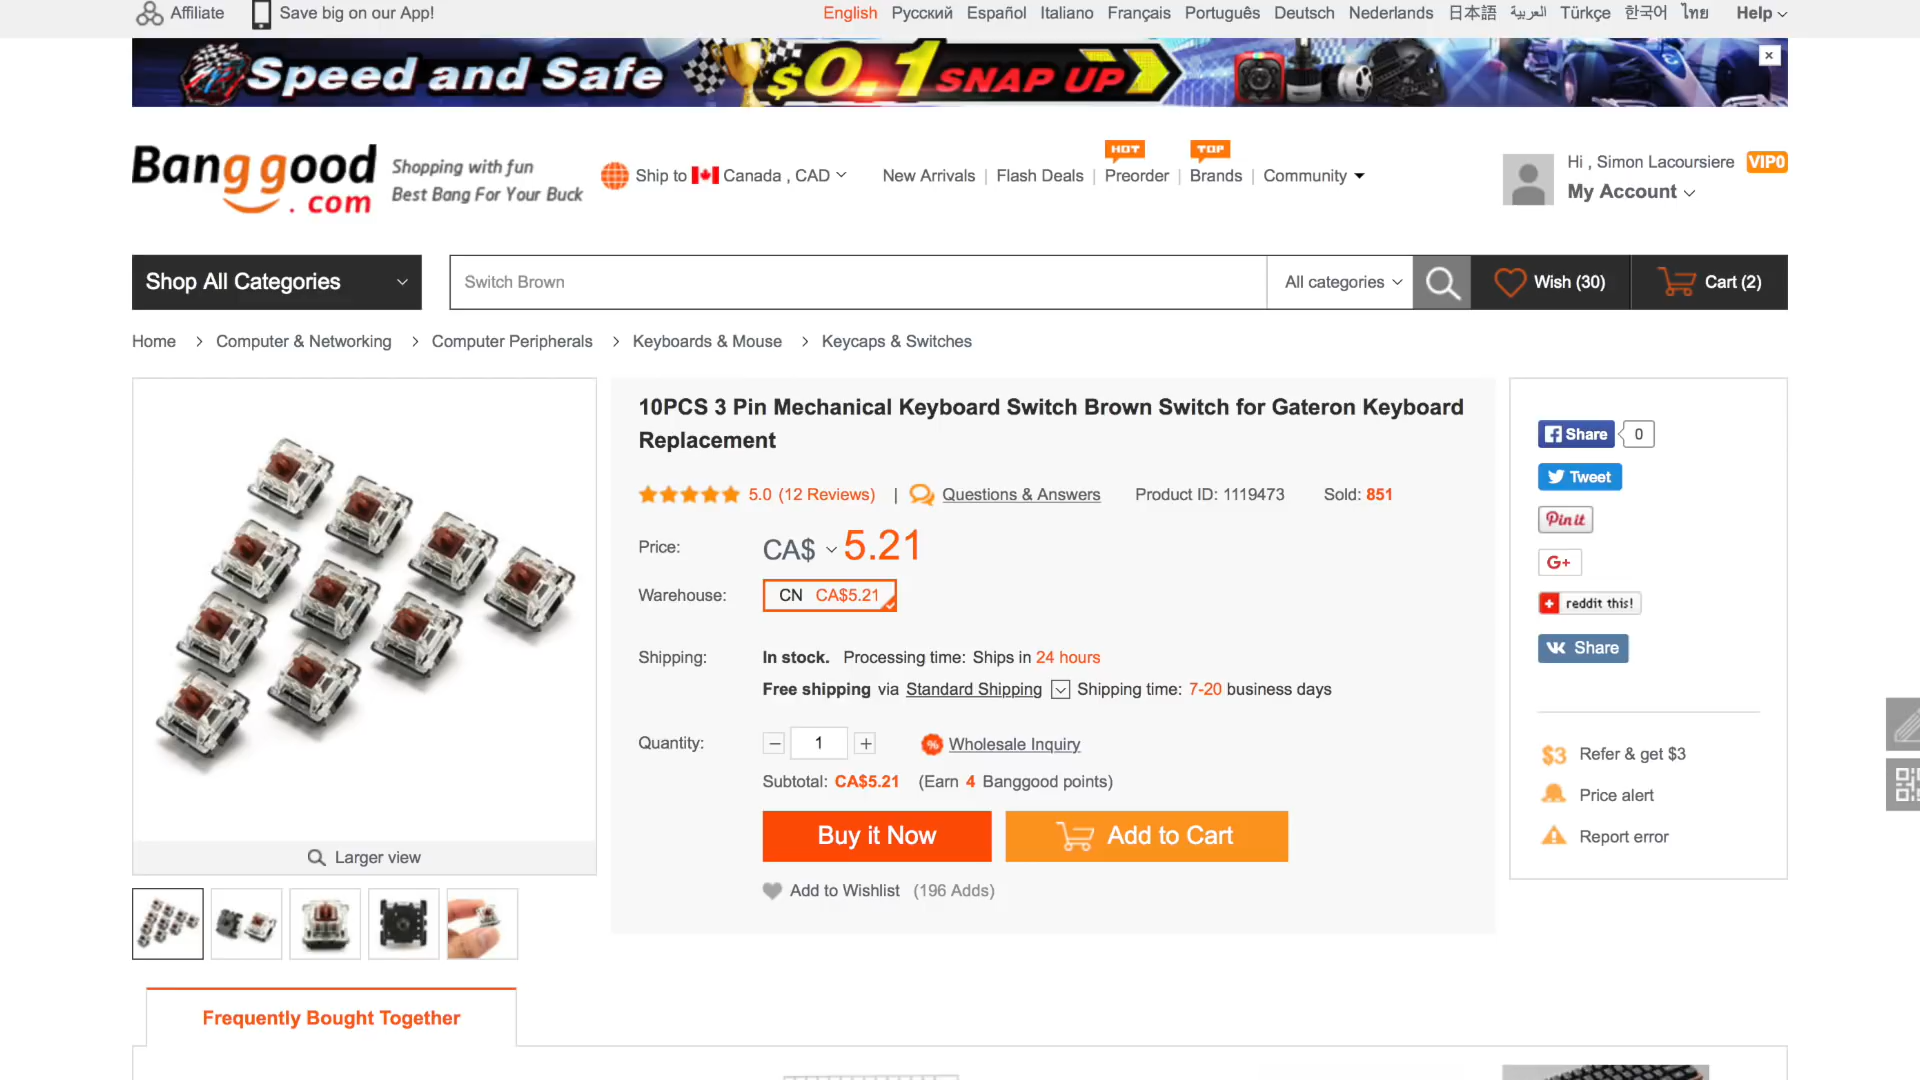 Affiliate
Save big on our App!
English Русский Español Italiano Français Português Deutsch Nederlands 日本語 العربية Türkçe 한국어 ไทย Help
Speed and Safe $0.1 SNAP UP
Banggood.com
Shopping with fun
Best Bang For Your Buck
Ship to Canada , CAD
New Arrivals | Flash Deals | Preorder | Brands | Community
HOT
TOP
Hi , Simon Lacoursiere VIP0
My Account
Shop All Categories
Switch Brown
All categories
Wish (30)
Cart (2)
Home > Computer & Networking > Computer Peripherals > Keyboards & Mouse > Keycaps & Switches
10PCS 3 Pin Mechanical Keyboard Switch Brown Switch for Gateron Keyboard
Replacement
5.0 (12 Reviews) | Questions & Answers Product ID: 1119473 Sold: 851
Price: CA$ 5.21
Warehouse: CN CA$5.21
Shipping: In stock. Processing time: Ships in 24 hours
Free shipping via Standard Shipping Shipping time: 7-20 business days
Quantity: − 1 + % Wholesale Inquiry
Subtotal: CA$5.21 (Earn 4 Banggood points)
Buy it Now
Add to Cart
Add to Wishlist (196 Adds)
Larger view
Share 0
Tweet
Pin it
G+
reddit this!
Share
$3 Refer & get $3
Price alert
Report error
Frequently Bought Together